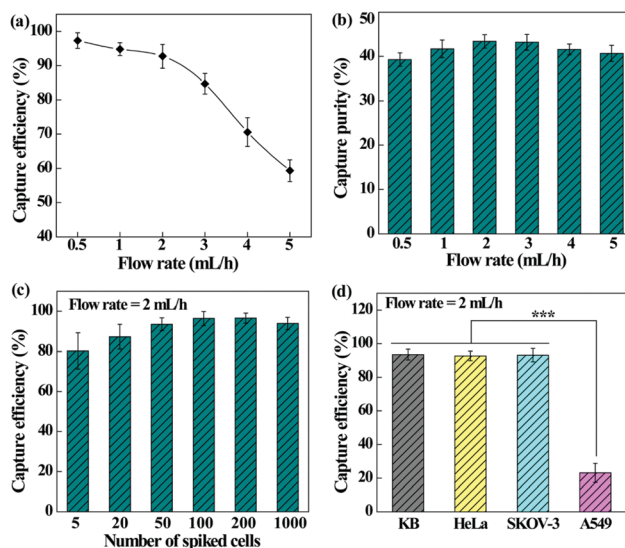 (a)
100
90
80
70
60
50
40
Capture efficiency (%)
0.5 1 2 3 4 5
Flow rate (mL/h)
(b)
50
40
30
20
10
0
Capture purity (%)
0.5 1 2 3 4 5
Flow rate (mL/h)
(c)
Flow rate = 2 mL/h
100
80
60
40
20
0
Capture efficiency (%)
5 20 50 100 200 1000
Number of spiked cells
(d)
Flow rate = 2 mL/h
***
120
100
80
60
40
20
0
Capture efficiency (%)
KB HeLa SKOV-3 A549